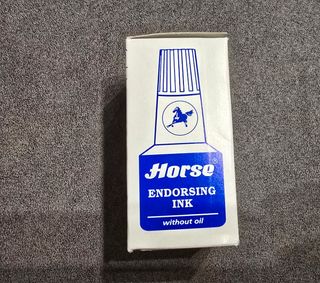 Horse®
ENDORSING
INK
without oil